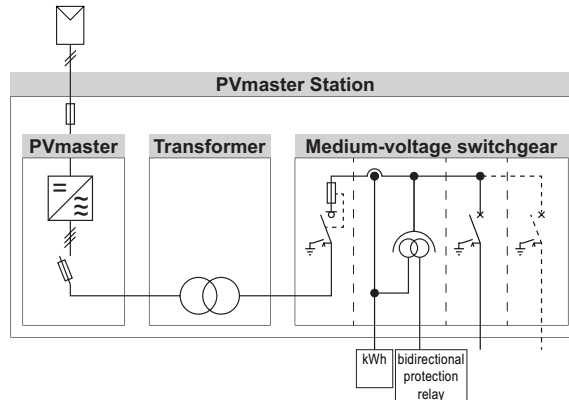 PVmaster Station
PVmaster
Transformer
Medium-voltage switchgear
kWh
bidirectional
protection
relay